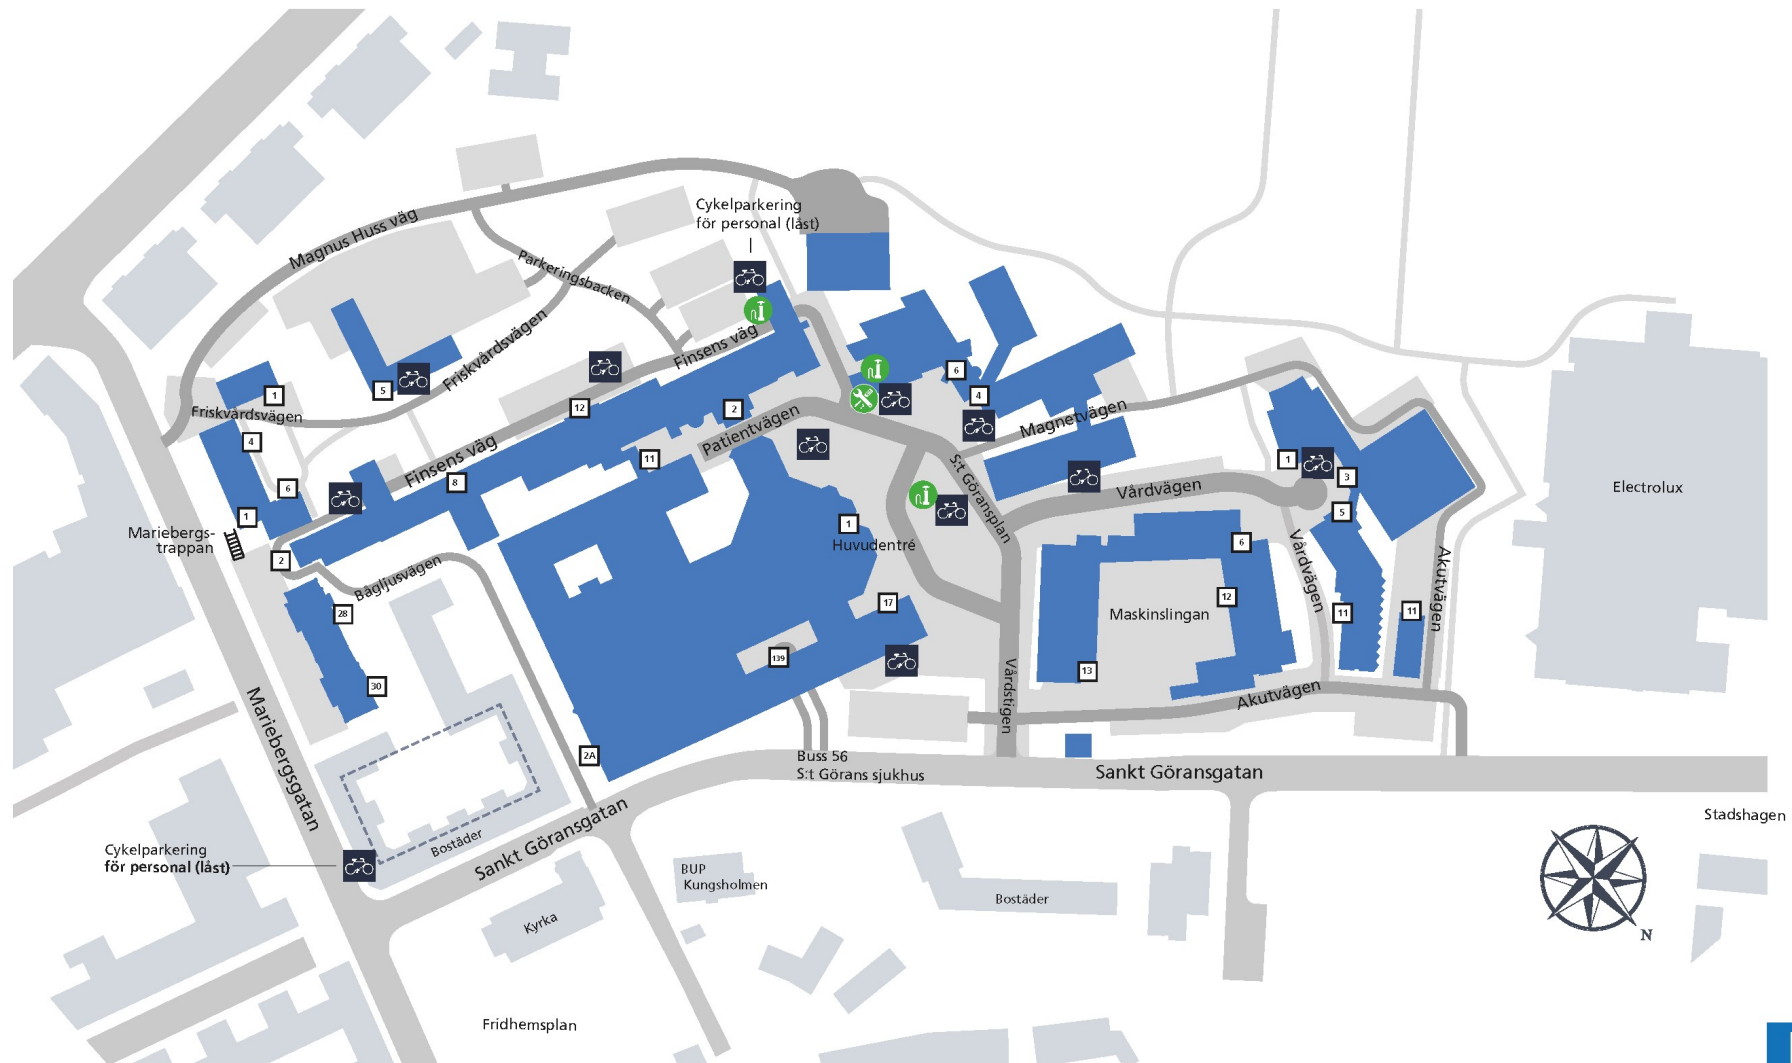 Cykelparkering
för personal (låst)
Magnus Huss väg
Parkeringsbacken
Friskvårdsvägen
Finsens väg
6
5
1
4
Friskvårdsvägen
12
2
Patientvägen
Magnetvägen
4
Finsens väg
11
8
6
1
Mariebergs-
trappan
2
Bågljusvägen
28
30
1
Huvudentré
17
139
2A
S:t Göransplan
Vårdvägen
1
3
5
6
Vårdvägen
12
Maskinslingan
11
11
Akutvägen
13
Akutvägen
Vårdstigen
Electrolux
Mariebergsgatan
Buss 56
S:t Görans sjukhus
Sankt Göransgatan
Sankt Göransgatan
Bostäder
Cykelparkering
för personal (låst)
Kyrka
BUP
Kungsholmen
Bostäder
Stadshagen
N
Fridhemsplan